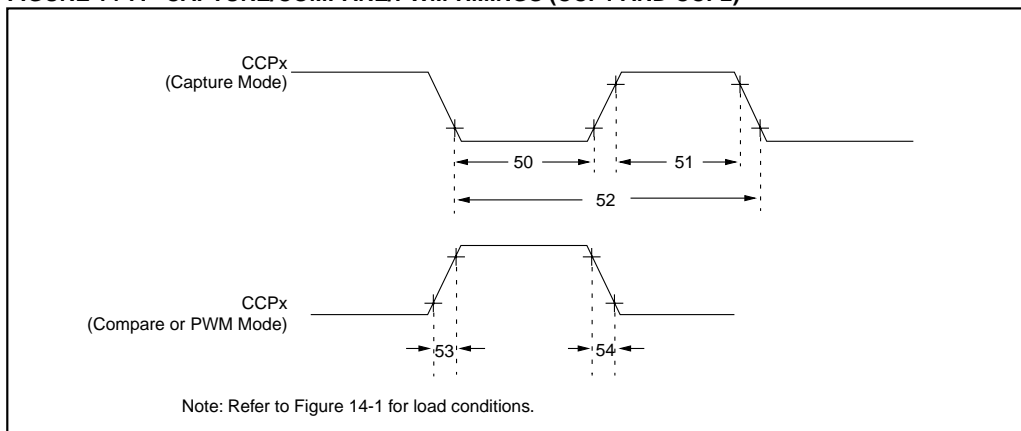 CCPx
(Capture Mode)
50
51
52
CCPx
(Compare or PWM Mode)
53
54
Note: Refer to Figure 14-1 for load conditions.